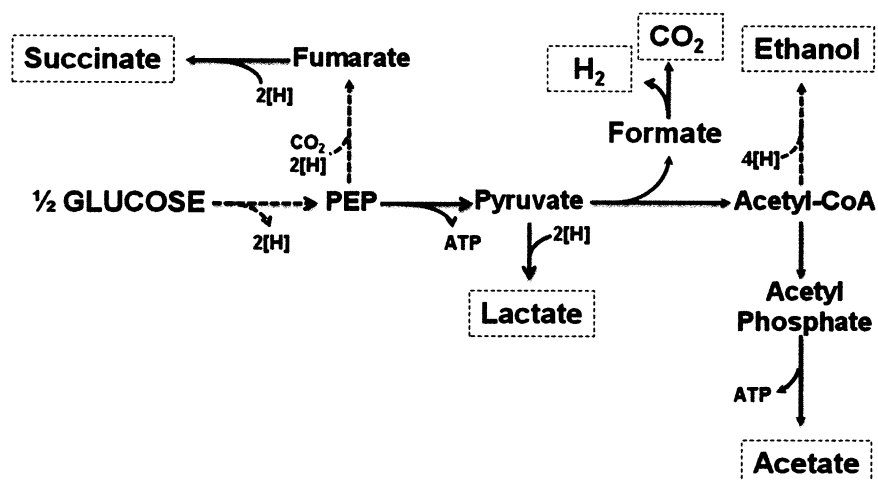 CO₂
Ethanol
Succinate
Fumarate
H₂
2[H]
Formate
CO₂
2[H]
4[H]
½ GLUCOSE
PEP
Pyruvate
Acetyl-CoA
2[H]
ATP
2[H]
Lactate
Acetyl
Phosphate
ATP
Acetate